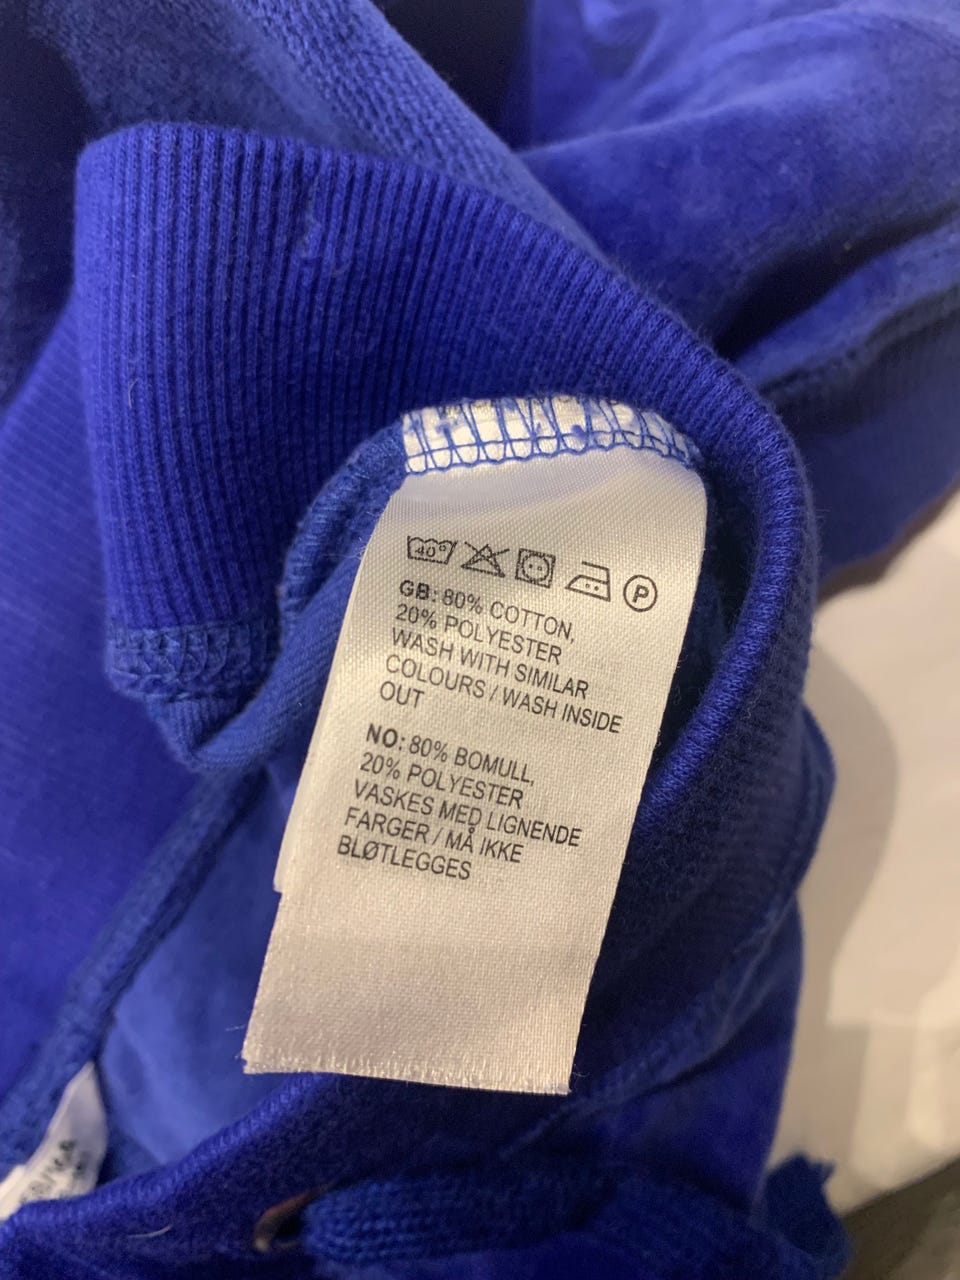 40°
P
GB: 80% COTTON,
20% POLYESTER
WASH WITH SIMILAR
COLOURS / WASH INSIDE
OUT
NO: 80% BOMULL,
20% POLYESTER
VASKES MED LIGNENDE
FARGER / MÅ IKKE
BLØTLEGGES